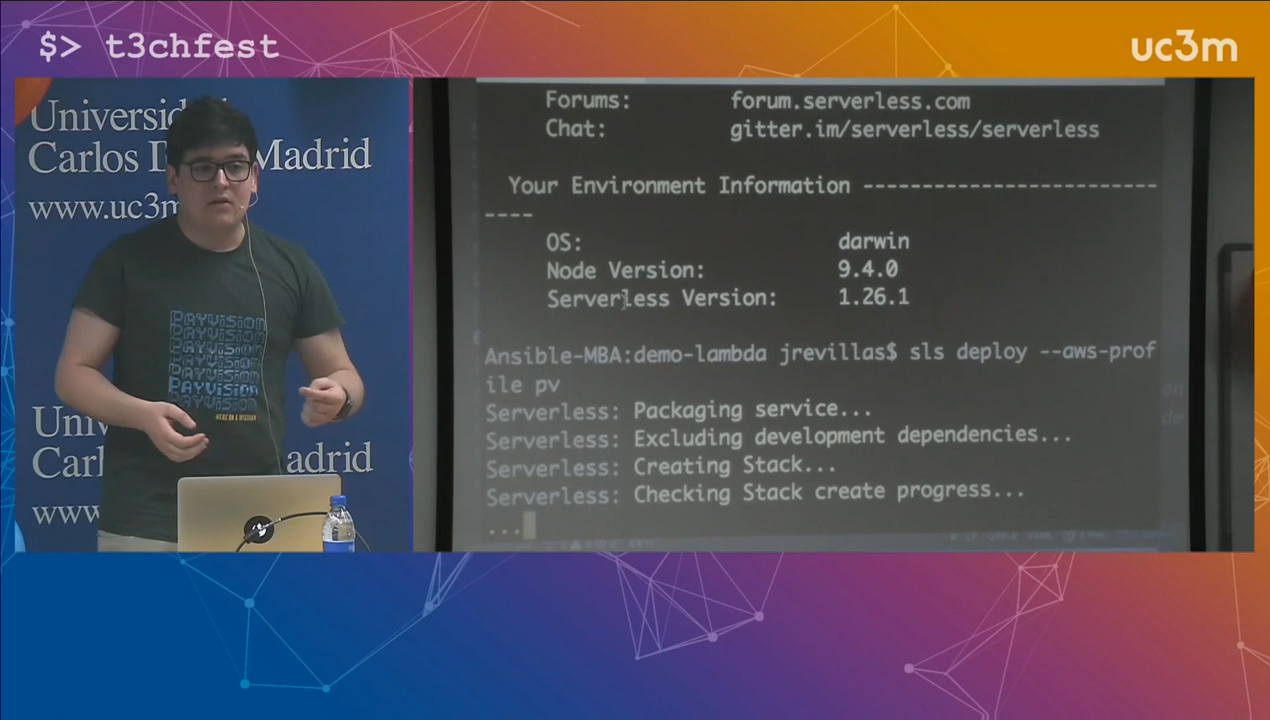 $> t3chfest
uc3m
Universid
Carlos D Madrid
www.uc3m
PAYVISION
Univ
Carl adrid
www
Forums: forum.serverless.com
Chat: gitter.im/serverless/serverless
Your Environment Information ---------------------------
----
OS: darwin
Node Version: 9.4.0
Serverless Version: 1.26.1
Ansible-MBA:demo-lambda jrevillas$ sls deploy --aws-prof
ile pv
Serverless: Packaging service...
Serverless: Excluding development dependencies...
Serverless: Creating Stack...
Serverless: Checking Stack create progress...
...